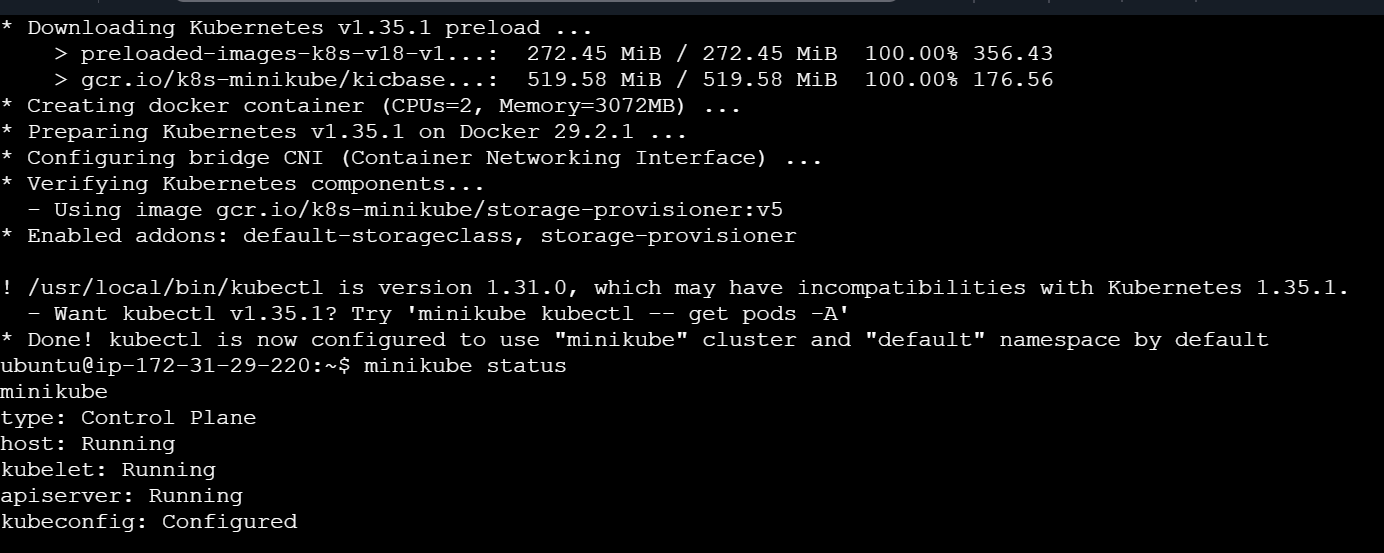 * Downloading Kubernetes v1.35.1 preload ...
    > preloaded-images-k8s-v18-v1...:  272.45 MiB / 272.45 MiB  100.00% 356.43
    > gcr.io/k8s-minikube/kicbase...:  519.58 MiB / 519.58 MiB  100.00% 176.56
* Creating docker container (CPUs=2, Memory=3072MB) ...
* Preparing Kubernetes v1.35.1 on Docker 29.2.1 ...
* Configuring bridge CNI (Container Networking Interface) ...
* Verifying Kubernetes components...
  - Using image gcr.io/k8s-minikube/storage-provisioner:v5
* Enabled addons: default-storageclass, storage-provisioner

! /usr/local/bin/kubectl is version 1.31.0, which may have incompatibilities with Kubernetes 1.35.1.
  - Want kubectl v1.35.1? Try 'minikube kubectl -- get pods -A'
* Done! kubectl is now configured to use "minikube" cluster and "default" namespace by default
ubuntu@ip-172-31-29-220:~$ minikube status
minikube
type: Control Plane
host: Running
kubelet: Running
apiserver: Running
kubeconfig: Configured